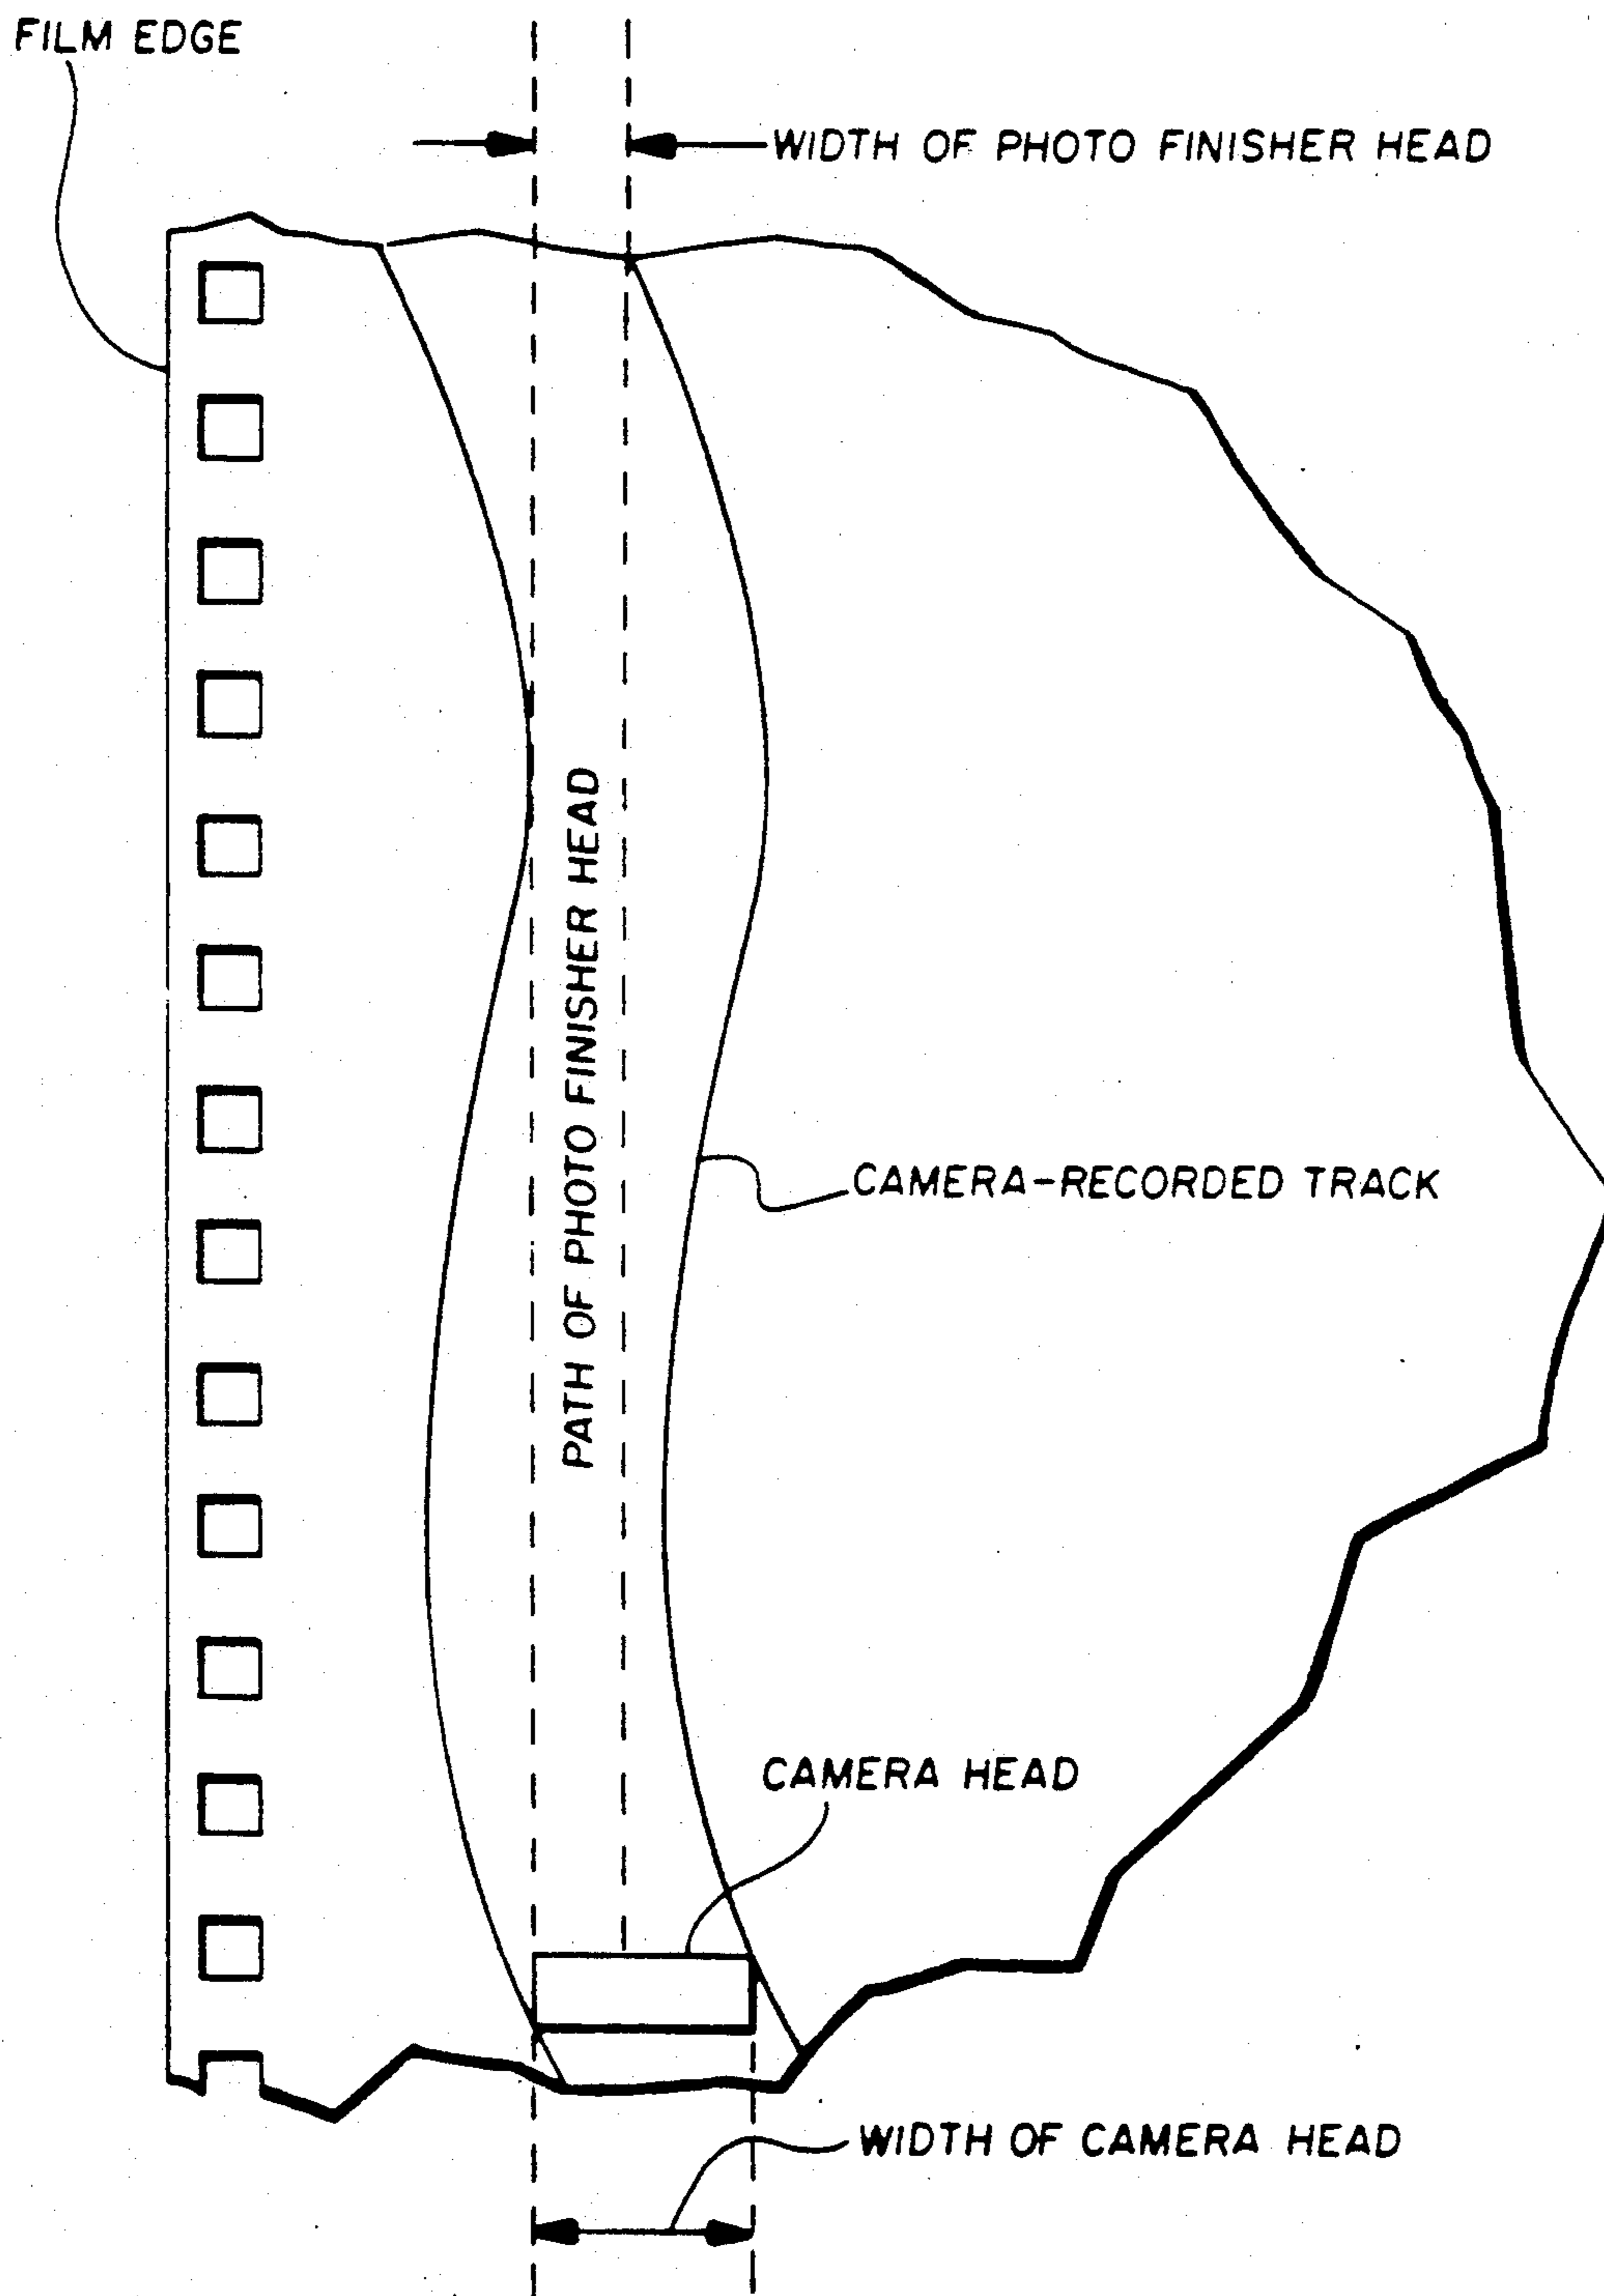 FILM EDGE
WIDTH OF PHOTO FINISHER HEAD
PATH OF PHOTO FINISHER HEAD
CAMERA-RECORDED TRACK
CAMERA HEAD
WIDTH OF CAMERA HEAD